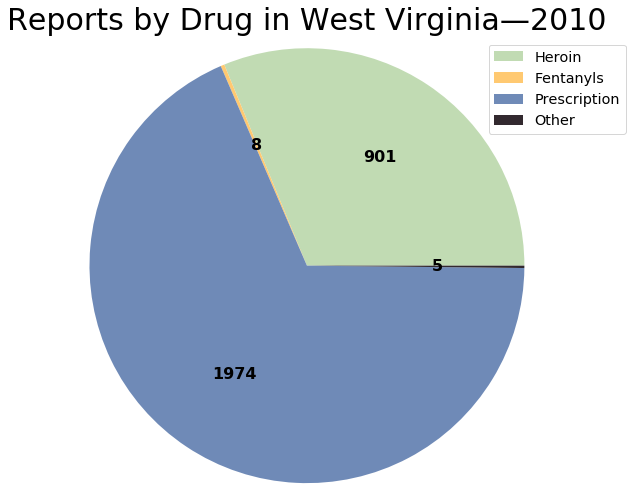 Reports by Drug in West Virginia—2010
Heroin
Fentanyls
Prescription
Other
8
901
5
1974